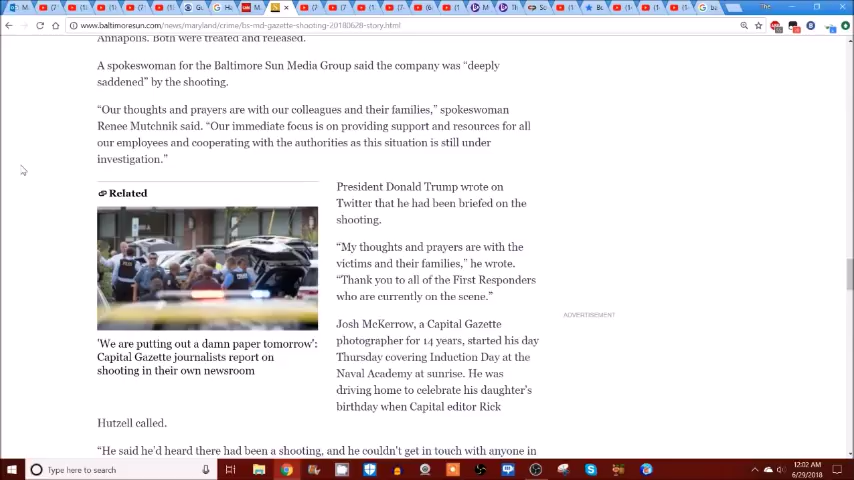 www.baltimoresun.com/news/maryland/crime/bs-md-gazette-shooting-20180628-story.html
Annapolis. Both were treated and released.
A spokeswoman for the Baltimore Sun Media Group said the company was “deeply
saddened” by the shooting.
“Our thoughts and prayers are with our colleagues and their families,” spokeswoman
Renee Mutchnik said. “Our immediate focus is on providing support and resources for all
our employees and cooperating with the authorities as this situation is still under
investigation.”
Related
'We are putting out a damn paper tomorrow':
Capital Gazette journalists report on
shooting in their own newsroom
President Donald Trump wrote on
Twitter that he had been briefed on the
shooting.
“My thoughts and prayers are with the
victims and their families,” he wrote.
“Thank you to all of the First Responders
who are currently on the scene.”
ADVERTISEMENT
Josh McKerrow, a Capital Gazette
photographer for 14 years, started his day
Thursday covering Induction Day at the
Naval Academy at sunrise. He was
driving home to celebrate his daughter’s
birthday when Capital editor Rick
Hutzell called.
“He said he’d heard there had been a shooting, and he couldn’t get in touch with anyone in
Type here to search
12:02 AM
6/29/2018